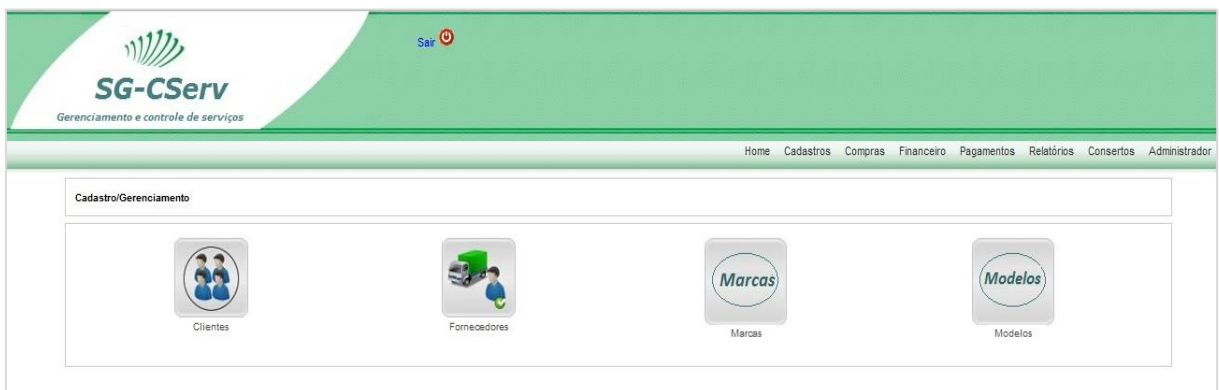 Sair
SG-CServ
Gerenciamento e controle de serviços
Home Cadastros Compras Financeiro Pagamentos Relatórios Consertos Administrador
Cadastro/Gerenciamento
Marcas Modelos
Clientes Fornecedores Marcas Modelos